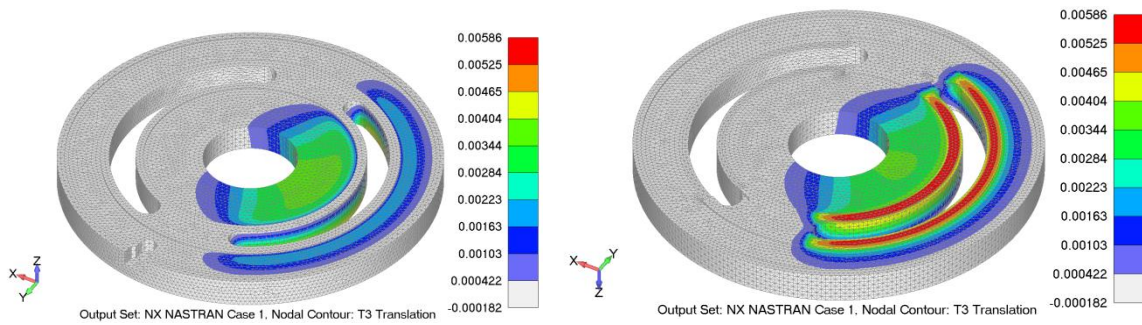 0.00586
0.00525
0.00465
0.00404
0.00344
0.00284
0.00223
0.00163
0.00103
0.000422
-0.000182
X
Y
Z
Output Set: NX NASTRAN Case 1, Nodal Contour: T3 Translation
0.00586
0.00525
0.00465
0.00404
0.00344
0.00284
0.00223
0.00163
0.00103
0.000422
-0.000182
X
Y
Z
Output Set: NX NASTRAN Case 1, Nodal Contour: T3 Translation